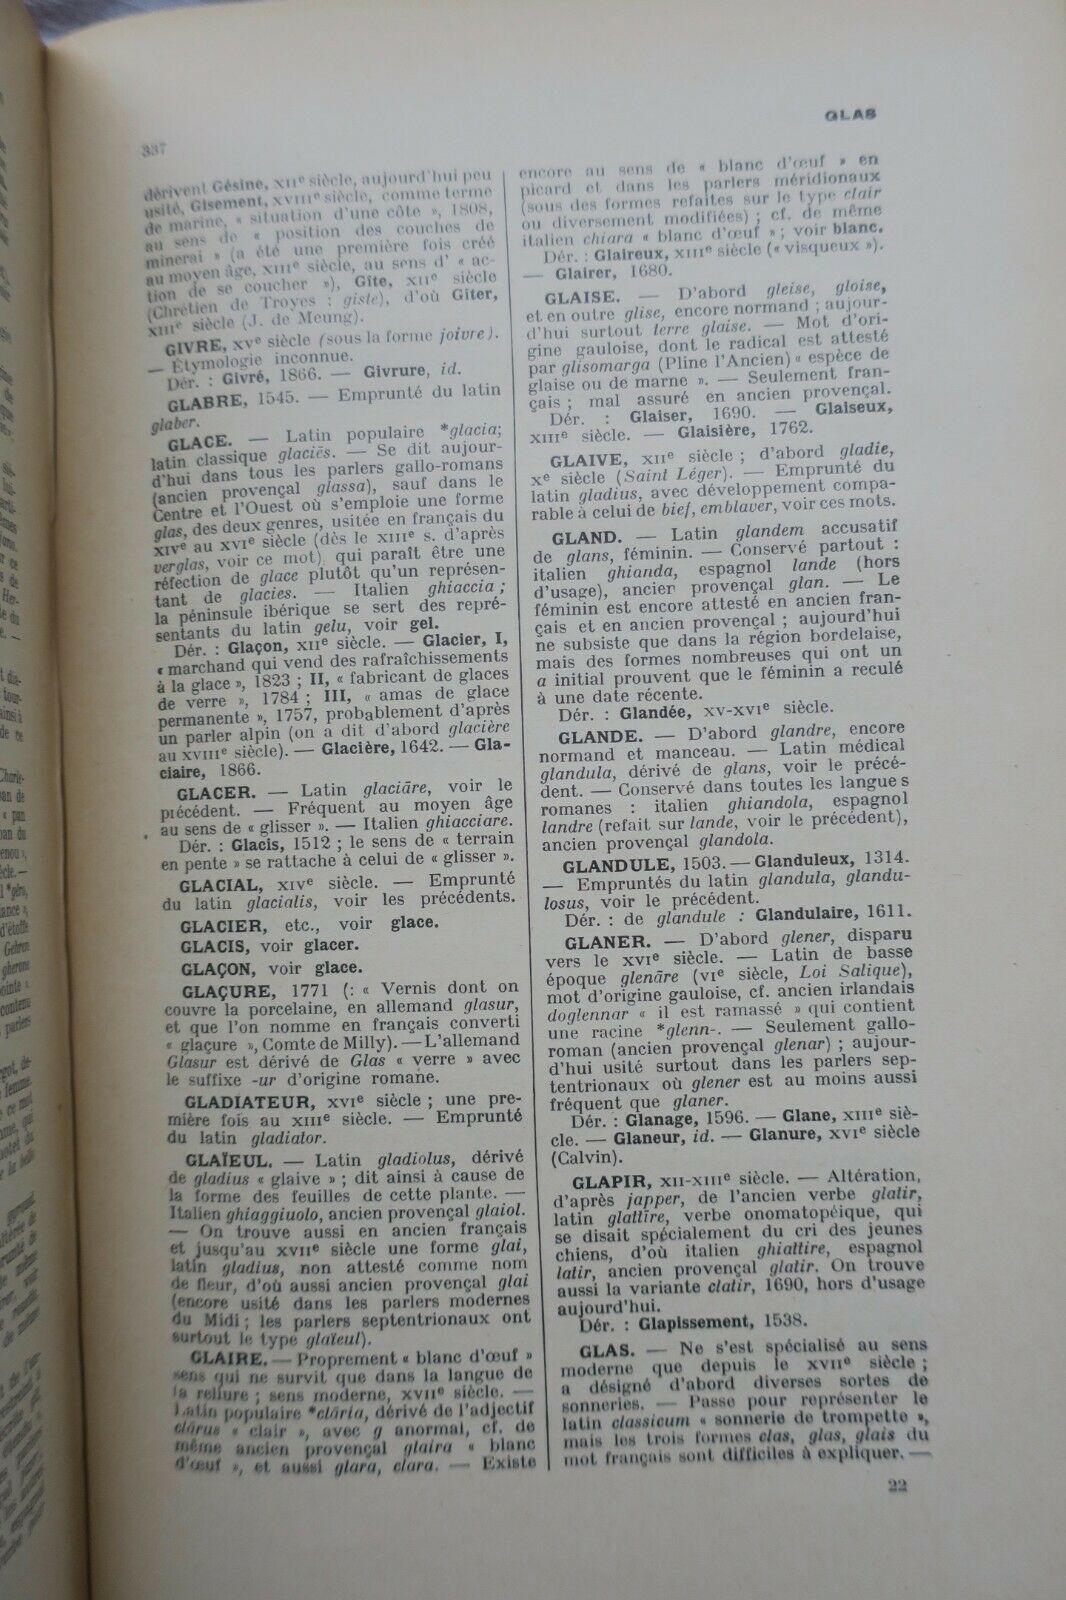 GLAS
337
dérivent Gésine, XIIe siècle, aujourd'hui peu
usité, Gisement, XVIIIe siècle, comme terme
de marine, « situation d'une côte », 1808,
au sens de « position des couches de
minerai » (a été une première fois créé
au moyen âge, XIIIe siècle, au sens d' « ac-
tion de se coucher »), Gîte, XIIe siècle
(Chrétien de Troyes : giste), d'où Gîter,
XIIIe siècle (J. de Meung).
GIVRE, XVe siècle (sous la forme joivre).
— Étymologie inconnue.
Dér. : Givré, 1866. — Givrure, id.
GLABRE, 1545. — Emprunté du latin
glaber.
GLACE. — Latin populaire *glacia;
latin classique glaciēs. — Se dit aujour-
d'hui dans tous les parlers gallo-romans
(ancien provençal glassa), sauf dans le
Centre et l'Ouest où s'emploie une forme
glas, des deux genres, usitée en français du
XIVe au XVIe siècle (dès le XIIIe s. d'après
verglas, voir ce mot), qui paraît être une
réfection de glace plutôt qu'un représen-
tant de glacies. — Italien ghiaccia ;
la péninsule ibérique se sert des repré-
sentants du latin gelu, voir gel.
Dér. : Glaçon, XIIe siècle. — Glacier, I,
« marchand qui vend des rafraîchissements
à la glace », 1823 ; II, « fabricant de glaces
de verre », 1784 ; III, « amas de glace
permanente », 1757, probablement d'après
un parler alpin (on a dit d'abord glacière
au XVIIIe siècle). — Glacière, 1642. — Gla-
ciaire, 1866.
GLACER. — Latin glaciāre, voir le
précédent. — Fréquent au moyen âge
au sens de « glisser ». — Italien ghiacciare.
Dér. : Glacis, 1512 ; le sens de « terrain
en pente » se rattache à celui de « glisser ».
GLACIAL, XIVe siècle. — Emprunté
du latin glacialis, voir les précédents.
GLACIER, etc., voir glace.
GLACIS, voir glacer.
GLAÇON, voir glace.
GLAÇURE, 1771 (: « Vernis dont on
couvre la porcelaine, en allemand glasur,
et que l'on nomme en français converti
« glaçure », Comte de Milly). — L'allemand
Glasur est dérivé de Glas « verre » avec
le suffixe -ur d'origine romane.
GLADIATEUR, XVIe siècle ; une pre-
mière fois au XIIIe siècle. — Emprunté
du latin gladiator.
GLAÏEUL. — Latin gladiolus, dérivé
de gladius « glaive » ; dit ainsi à cause de
la forme des feuilles de cette plante. —
Italien ghiaggiuolo, ancien provençal glaiol.
— On trouve aussi en ancien français
et jusqu'au XVIIe siècle une forme glai,
latin gladius, non attesté comme nom
de fleur, d'où aussi ancien provençal glai
(encore usité dans les parlers modernes
du Midi ; les parlers septentrionaux ont
surtout le type glaïeul).
GLAIRE. — Proprement « blanc d'œuf »
sens qui ne survit que dans la langue de
la reliure ; sens moderne, XVIIe siècle. —
Latin populaire *clāria, dérivé de l'adjectif
clārus « clair », avec g anormal, cf. de
même ancien provençal glaira « blanc
d'œuf », et aussi glara, clara. — Existe
encore au sens de « blanc d'œuf » en
picard et dans les parlers méridionaux
(sous des formes refaites sur le type clair
ou diversement modifiées) ; cf. de même
italien chiara « blanc d'œuf » ; voir blanc.
Dér. : Glaireux, XIIIe siècle (« visqueux »).
— Glairer, 1680.
GLAISE. — D'abord gleise, gloise,
et en outre glise, encore normand ; aujour-
d'hui surtout terre glaise. — Mot d'ori-
gine gauloise, dont le radical est attesté
par glisomarga (Pline l'Ancien) « espèce de
glaise ou de marne ». — Seulement fran-
çais ; mal assuré en ancien provençal.
Dér. : Glaiser, 1690. — Glaiseux,
XIIIe siècle. — Glaisière, 1762.
GLAIVE, XIIe siècle ; d'abord gladie,
Xe siècle (Saint Léger). — Emprunté du
latin gladius, avec développement compa-
rable à celui de bief, emblaver, voir ces mots.
GLAND. — Latin glandem accusatif
de glans, féminin. — Conservé partout :
italien ghianda, espagnol lande (hors
d'usage), ancien provençal glan. — Le
féminin est encore attesté en ancien fran-
çais et en ancien provençal ; aujourd'hui
ne subsiste que dans la région bordelaise,
mais des formes nombreuses qui ont un
a initial prouvent que le féminin a reculé
à une date récente.
Dér. : Glandée, XV-XVIe siècle.
GLANDE. — D'abord glandre, encore
normand et manceau. — Latin médical
glandula, dérivé de glans, voir le précé-
dent. — Conservé dans toutes les langues
romanes : italien ghiandola, espagnol
landre (refait sur lande, voir le précédent),
ancien provençal glandola.
GLANDULE, 1503. — Glanduleux, 1314.
— Empruntés du latin glandula, glandu-
losus, voir le précédent.
Dér. : de glandule : Glandulaire, 1611.
GLANER. — D'abord glener, disparu
vers le XVIe siècle. — Latin de basse
époque glenāre (VIe siècle, Loi Salique),
mot d'origine gauloise, cf. ancien irlandais
doglennar « il est ramassé » qui contient
une racine *glenn-. — Seulement gallo-
roman (ancien provençal glenar) ; aujour-
d'hui usité surtout dans les parlers sep-
tentrionaux où glener est au moins aussi
fréquent que glaner.
Dér. : Glanage, 1596. — Glane, XIIIe siè-
cle. — Glaneur, id. — Glanure, XVIe siècle
(Calvin).
GLAPIR, XII-XIIIe siècle. — Altération,
d'après japper, de l'ancien verbe glatir,
latin glattīre, verbe onomatopéique, qui
se disait spécialement du cri des jeunes
chiens, d'où italien ghiattire, espagnol
latir, ancien provençal glatir. On trouve
aussi la variante clatir, 1690, hors d'usage
aujourd'hui.
Dér. : Glapissement, 1538.
GLAS. — Ne s'est spécialisé au sens
moderne que depuis le XVIIe siècle ;
a désigné d'abord diverses sortes de
sonneries. — Passe pour représenter le
latin classicum « sonnerie de trompette »,
mais les trois formes clas, glas, glais du
mot français sont difficiles à expliquer. —
22